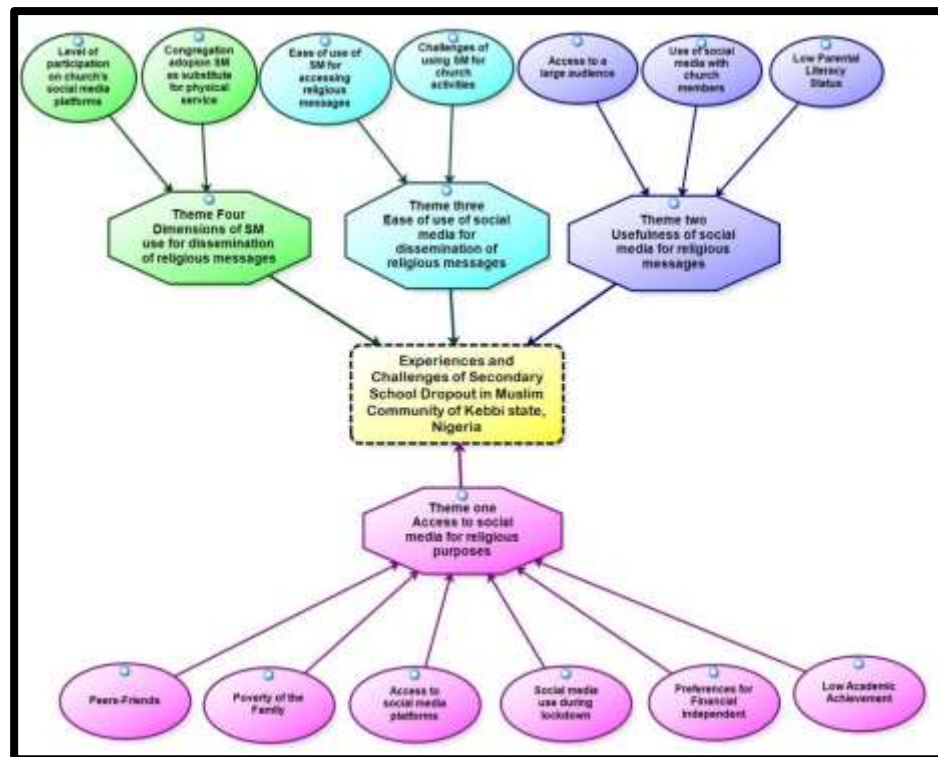 Level of
participation
on church's
social media
platforms
Congregation
adopion SM
as substitute
for physical
service
Ease of use of
SM for
accessing
religious
messages
Challenges of
using SM for
church
activities
Access to a
large audience
Use of social
media with
church
members
Low Parental
Literacy
Status
Theme Four
Dimensions of SM
use for dissemination
of religious messages
Theme three
Ease of use of social
media for
dissemination of
religious messages
Theme two
Usefulness of social
media for religious
messages
Experiences and
Challenges of Secondary
School Dropout in Muslim
Community of Kebbi state,
Nigeria
Theme one
Access to social
media for religious
purposes
Peers-Friends
Poverty of the
Family
Access to
social media
platforms
Social media
use during
lockdown
Preferences for
Financial
Independent
Low Academic
Achievement